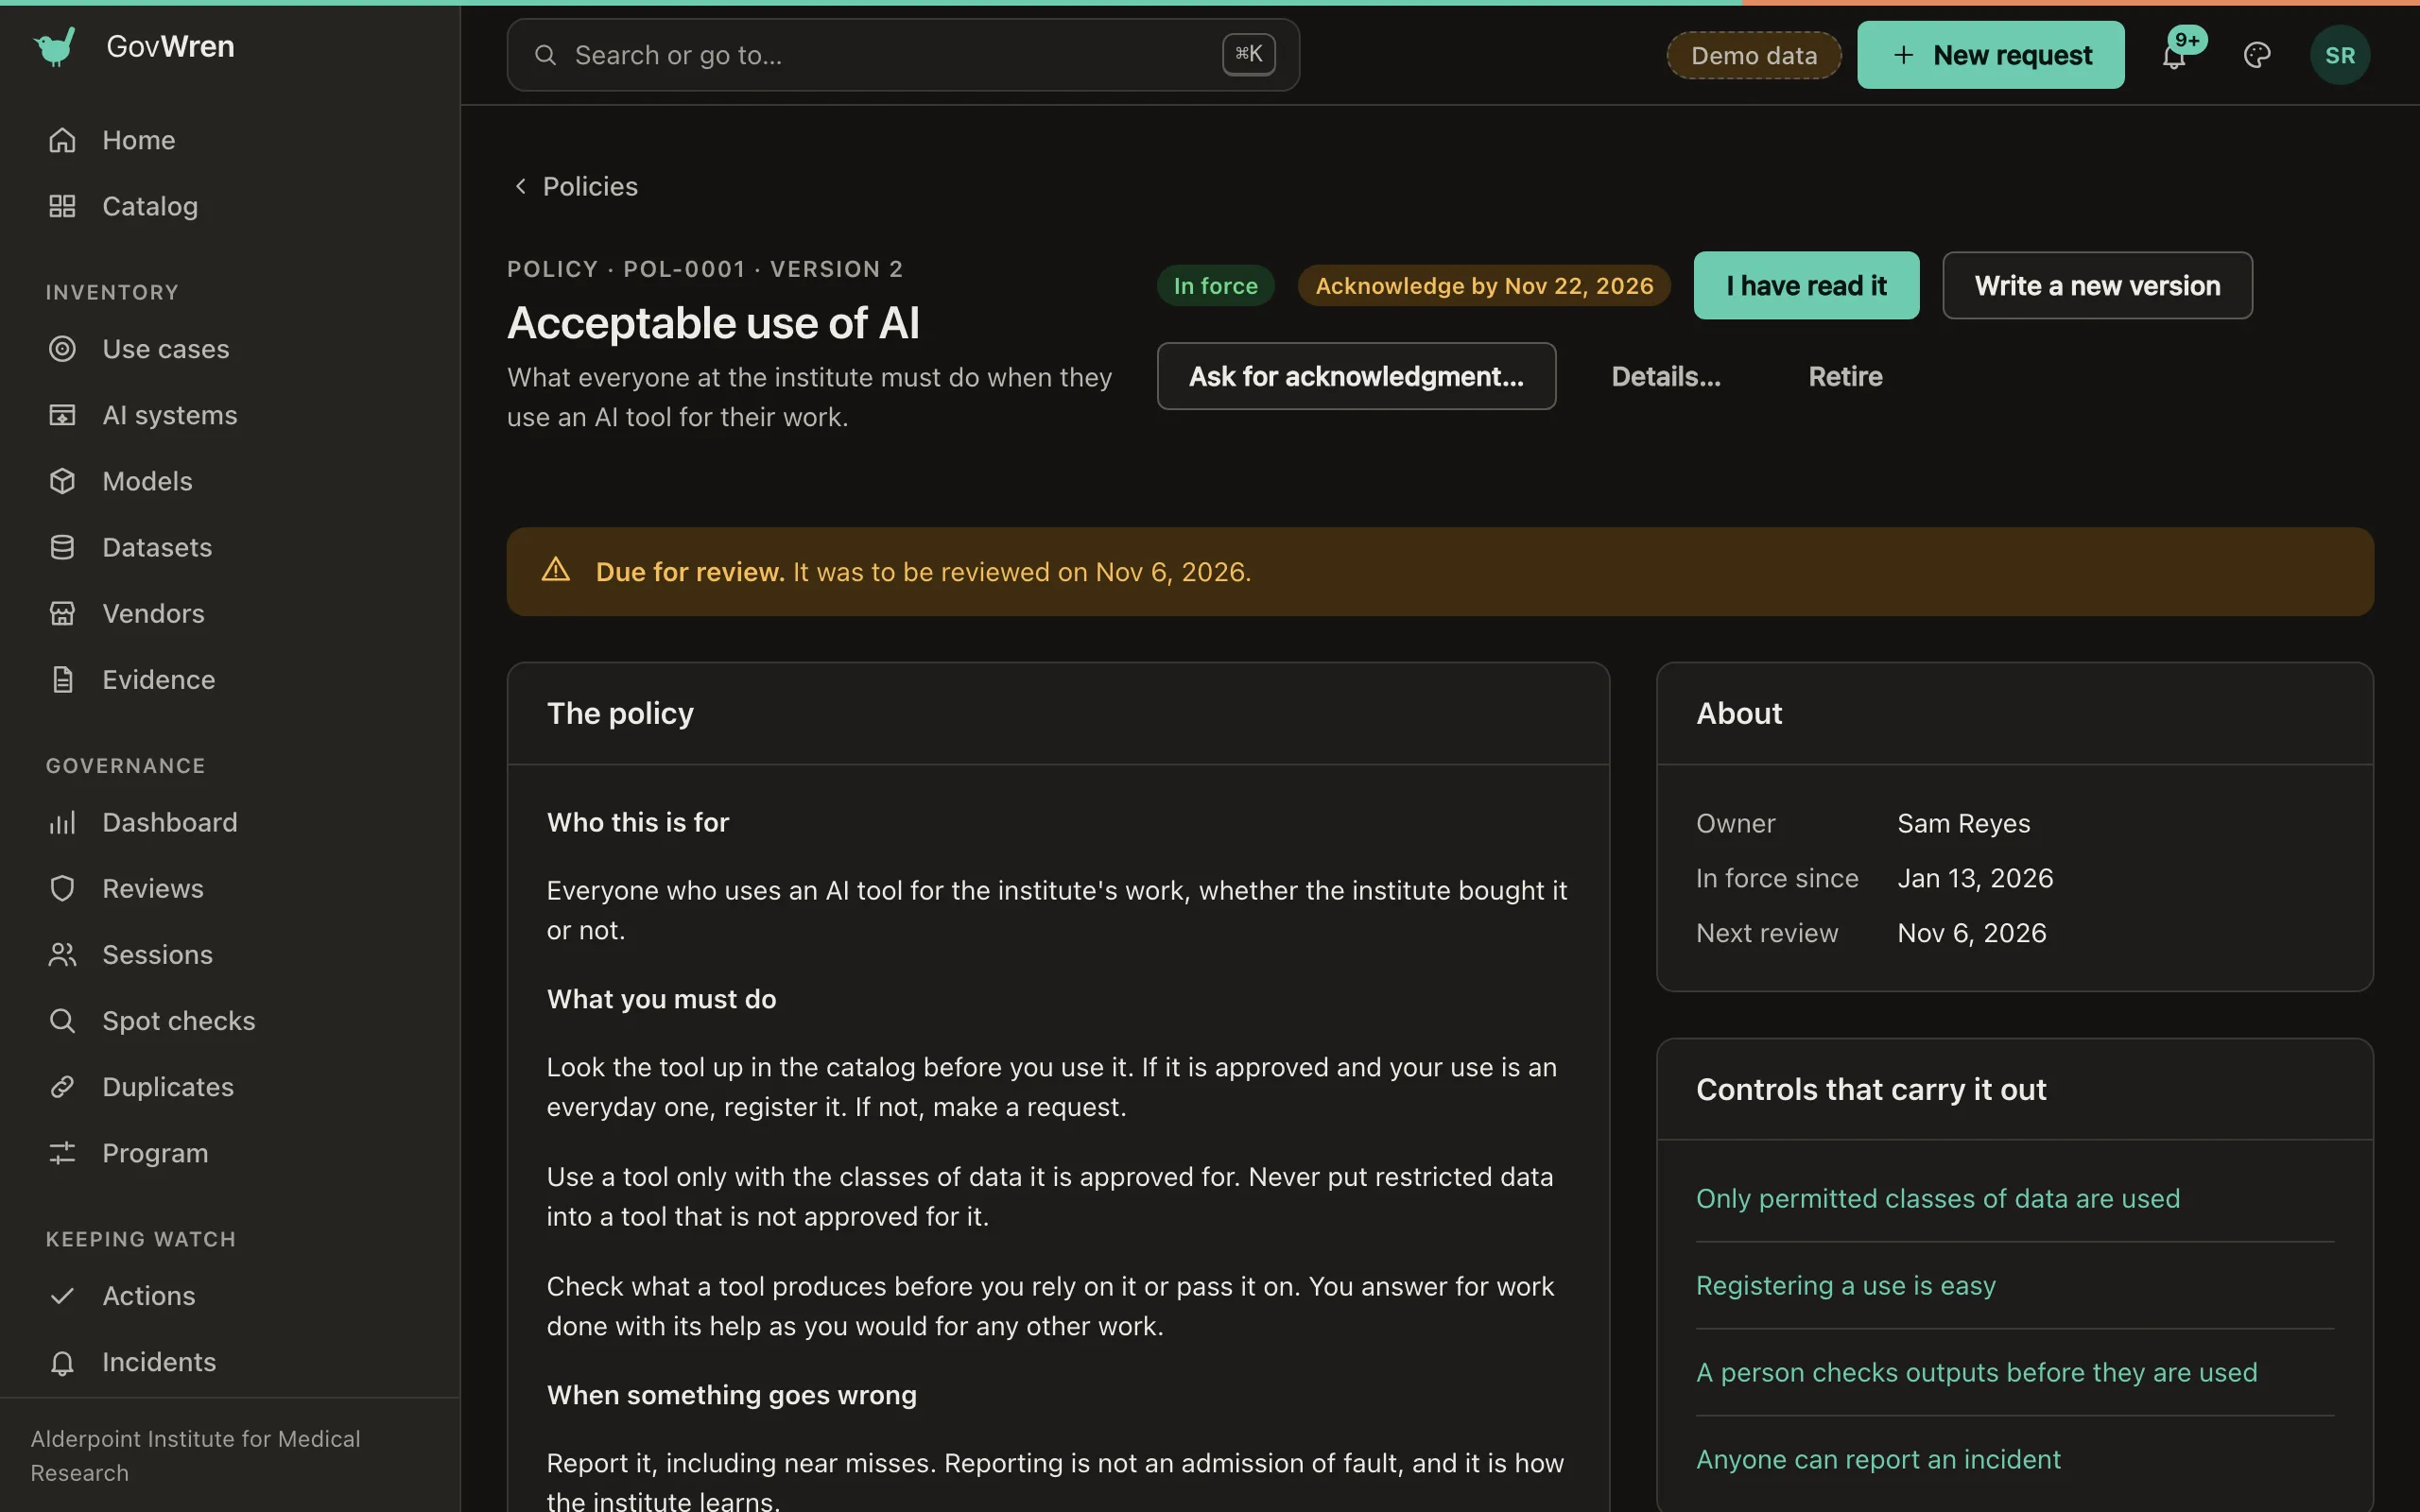 GovWren
Search or go to...
⌘K
Demo data
New request
9+
SR
Home
Catalog
INVENTORY
Use cases
AI systems
Models
Datasets
Vendors
Evidence
GOVERNANCE
Dashboard
Reviews
Sessions
Spot checks
Duplicates
Program
KEEPING WATCH
Actions
Incidents
Alderpoint Institute for Medical
Research
Policies
POLICY · POL-0001 · VERSION 2
Acceptable use of AI
What everyone at the institute must do when they
use an AI tool for their work.
In force
Acknowledge by Nov 22, 2026
I have read it
Write a new version
Ask for acknowledgment...
Details...
Retire
Due for review. It was to be reviewed on Nov 6, 2026.
The policy
Who this is for
Everyone who uses an AI tool for the institute's work, whether the institute bought it
or not.
What you must do
Look the tool up in the catalog before you use it. If it is approved and your use is an
everyday one, register it. If not, make a request.
Use a tool only with the classes of data it is approved for. Never put restricted data
into a tool that is not approved for it.
Check what a tool produces before you rely on it or pass it on. You answer for work
done with its help as you would for any other work.
When something goes wrong
Report it, including near misses. Reporting is not an admission of fault, and it is how
the institute learns.
About
Owner Sam Reyes
In force since Jan 13, 2026
Next review Nov 6, 2026
Controls that carry it out
Only permitted classes of data are used
Registering a use is easy
A person checks outputs before they are used
Anyone can report an incident